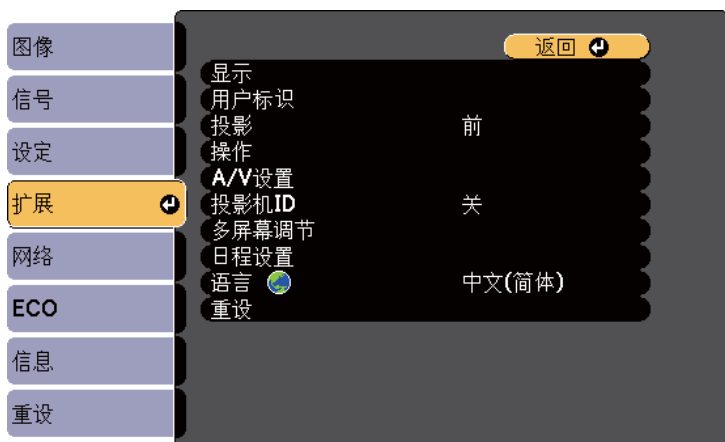 图像
信号
设定
扩展
网络
ECO
信息
重设
返回
显示
用户标识
投影 前
操作
A/V设置
投影机ID 关
多屏幕调节
日程设置
语言 中文(简体)
重设